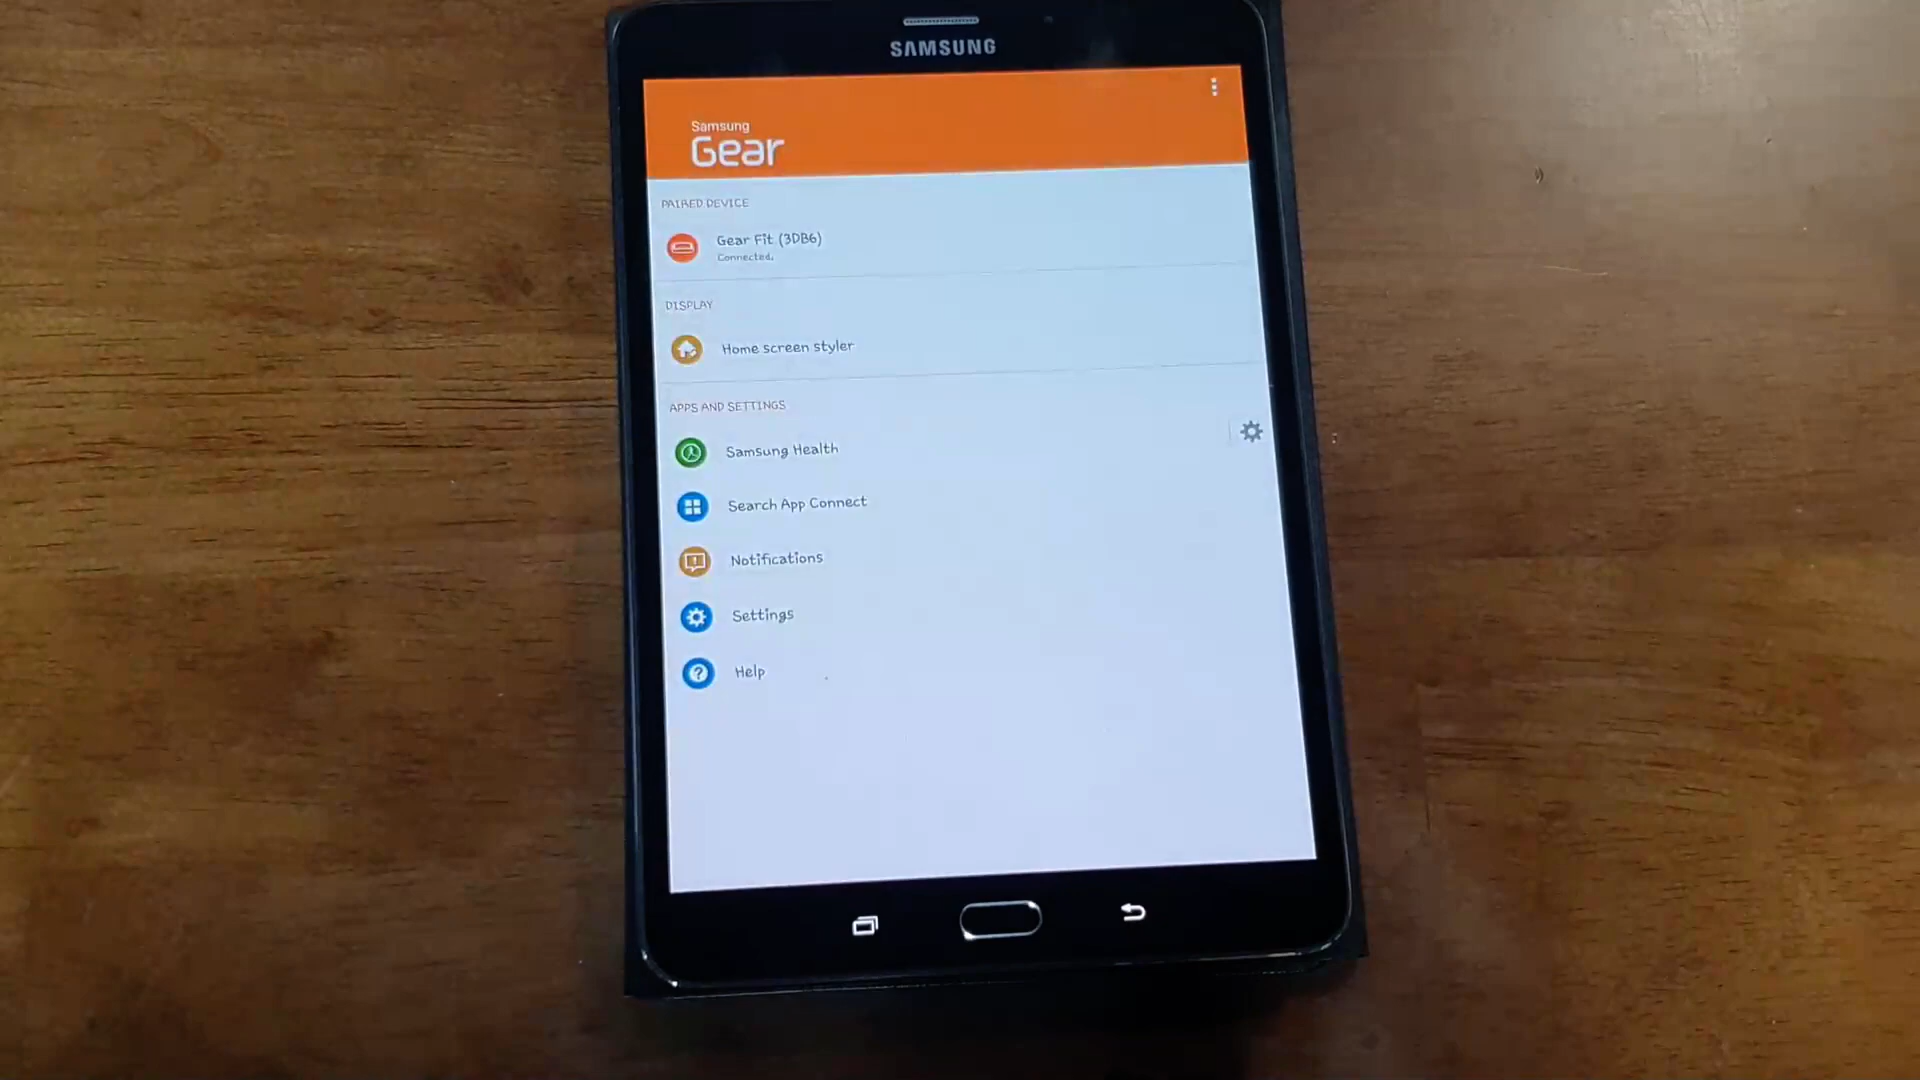 SAMSUNG
Samsung
Gear
PAIRED DEVICE
Gear Fit (3DB6)
Connected.
DISPLAY
Home screen styler
APPS AND SETTINGS
Samsung Health
Search App Connect
Notifications
Settings
Help